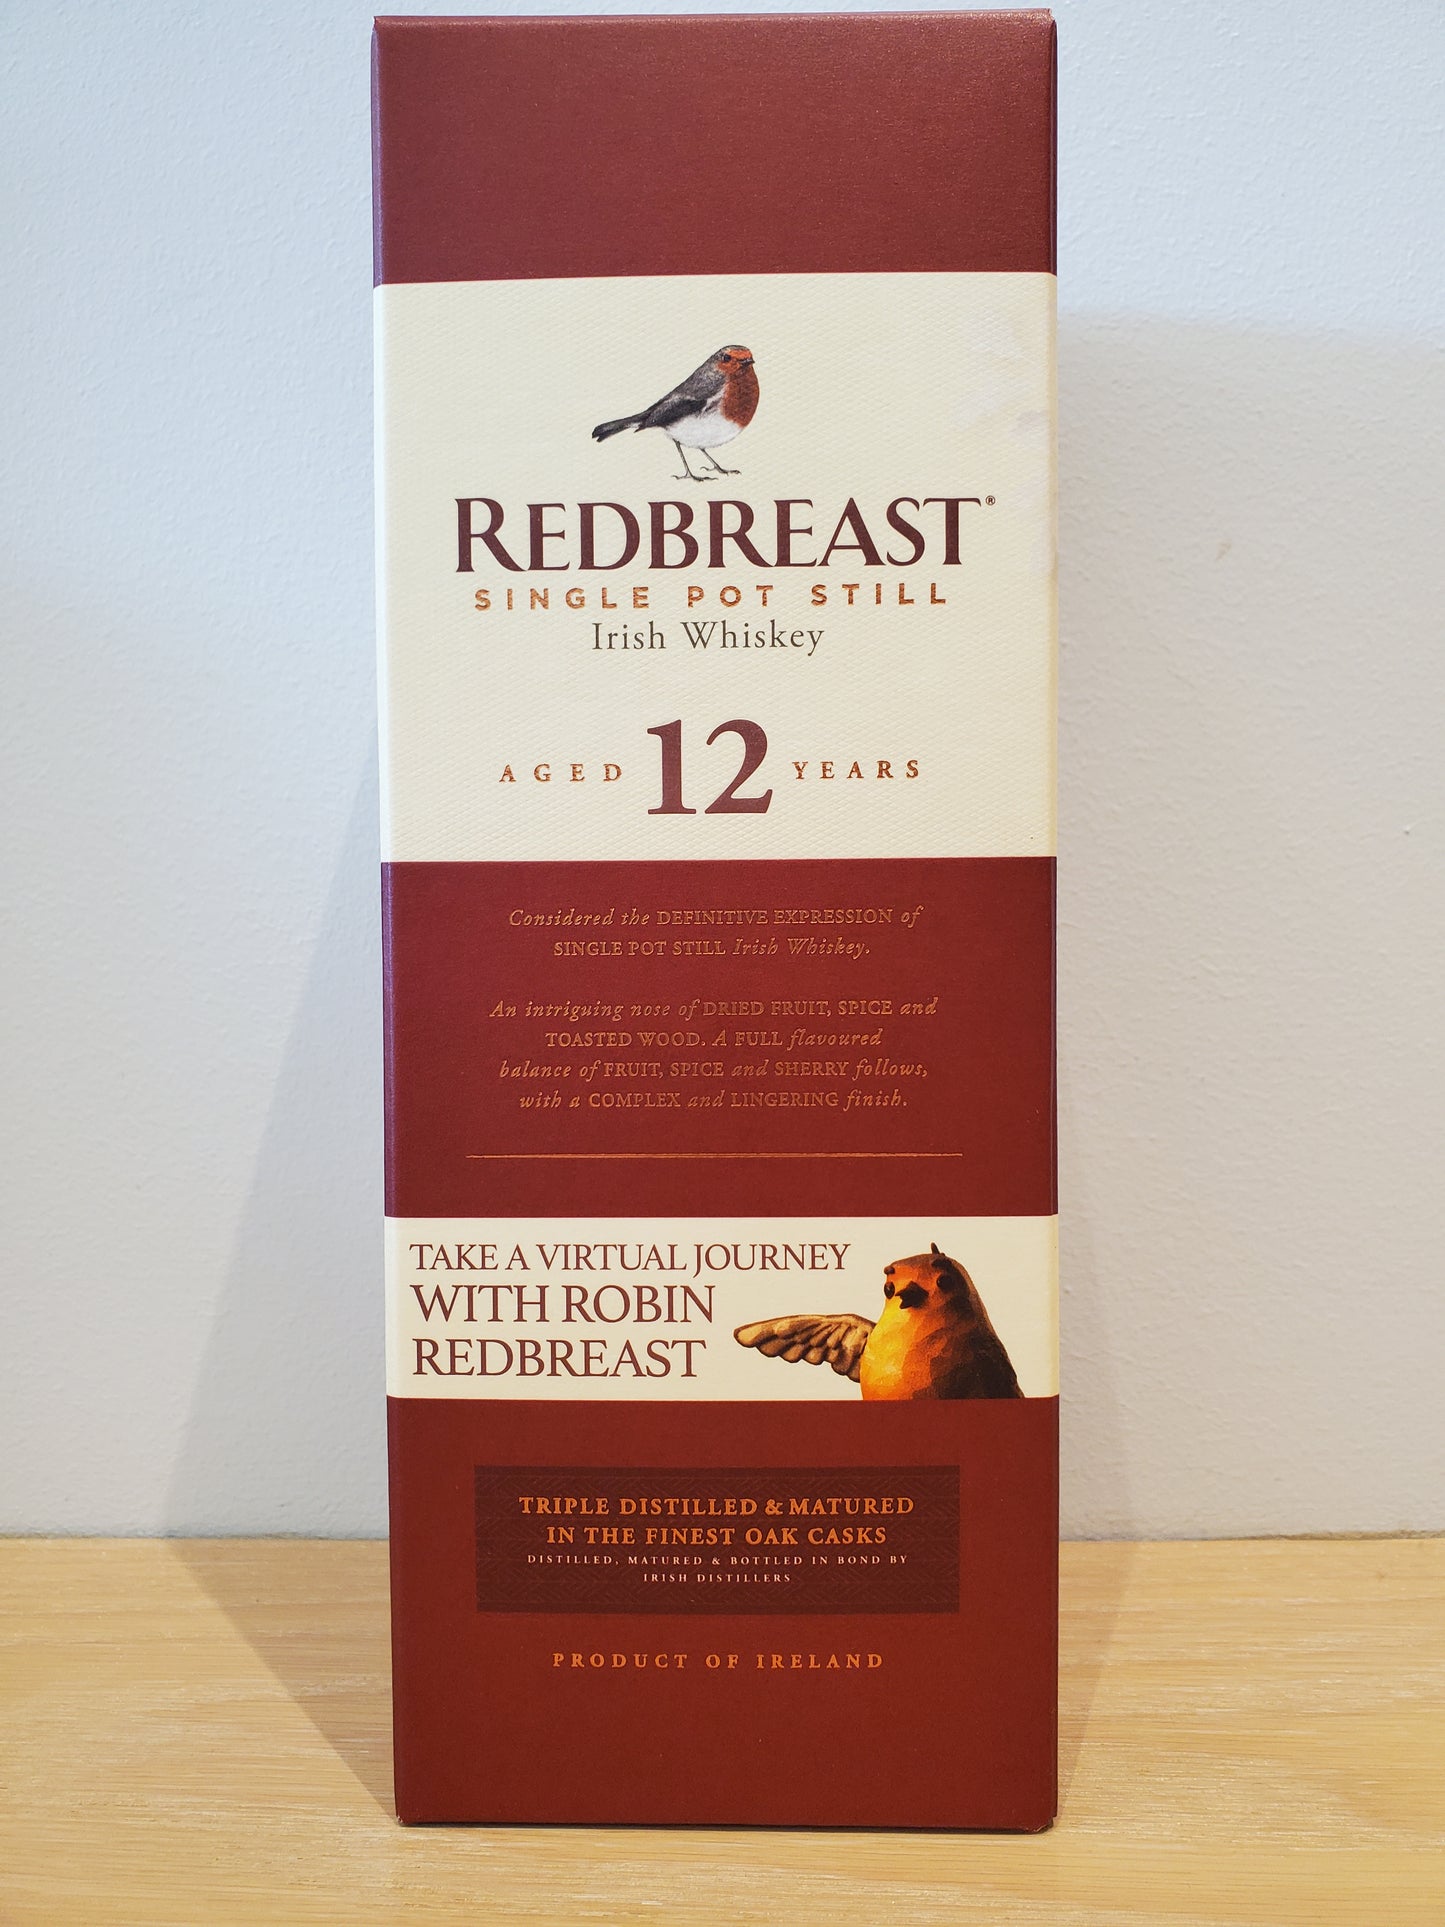 REDBREAST®
SINGLE POT STILL
Irish Whiskey
AGED 12 YEARS
Considered the DEFINITIVE EXPRESSION of
SINGLE POT STILL Irish Whiskey.
An intriguing nose of DRIED FRUIT, SPICE and
TOASTED WOOD. A FULL flavoured
balance of FRUIT, SPICE and SHERRY follows,
with a COMPLEX and LINGERING finish.
TAKE A VIRTUAL JOURNEY
WITH ROBIN
REDBREAST
TRIPLE DISTILLED & MATURED
IN THE FINEST OAK CASKS
DISTILLED, MATURED & BOTTLED IN BOND BY
IRISH DISTILLERS
PRODUCT OF IRELAND